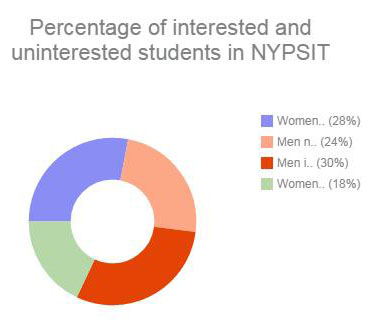 Percentage of interested and
uninterested students in NYPSIT
Women.. (28%)
Men n.. (24%)
Men i.. (30%)
Women.. (18%)